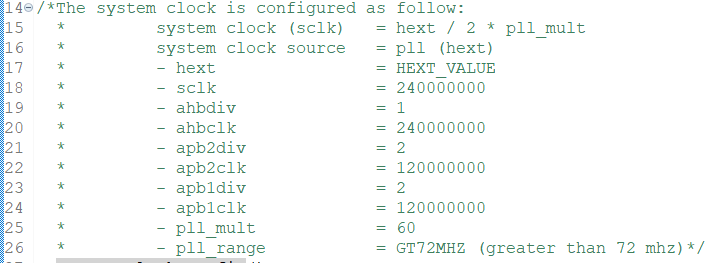 14 /*The system clock is configured as follow:
15 * system clock (sclk) = hext / 2 * pll_mult
16 * system clock source = pll (hext)
17 * - hext = HEXT_VALUE
18 * - sclk = 240000000
19 * - ahbdiv = 1
20 * - ahbclk = 240000000
21 * - apb2div = 2
22 * - apb2clk = 120000000
23 * - apb1div = 2
24 * - apb1clk = 120000000
25 * - pll_mult = 60
26 * - pll_range = GT72MHZ (greater than 72 mhz)*/